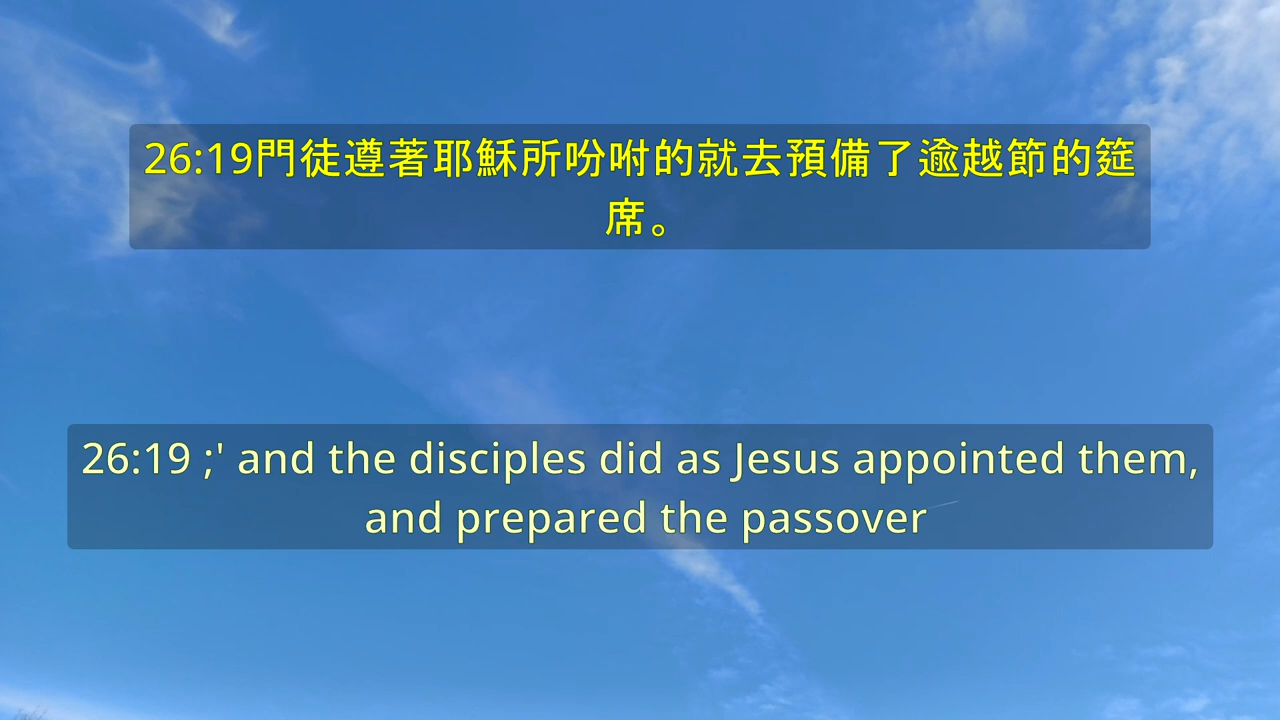 26:19門徒遵著耶穌所吩咐的就去預備了逾越節的筵
席。
26:19 ;' and the disciples did as Jesus appointed them,
and prepared the passover